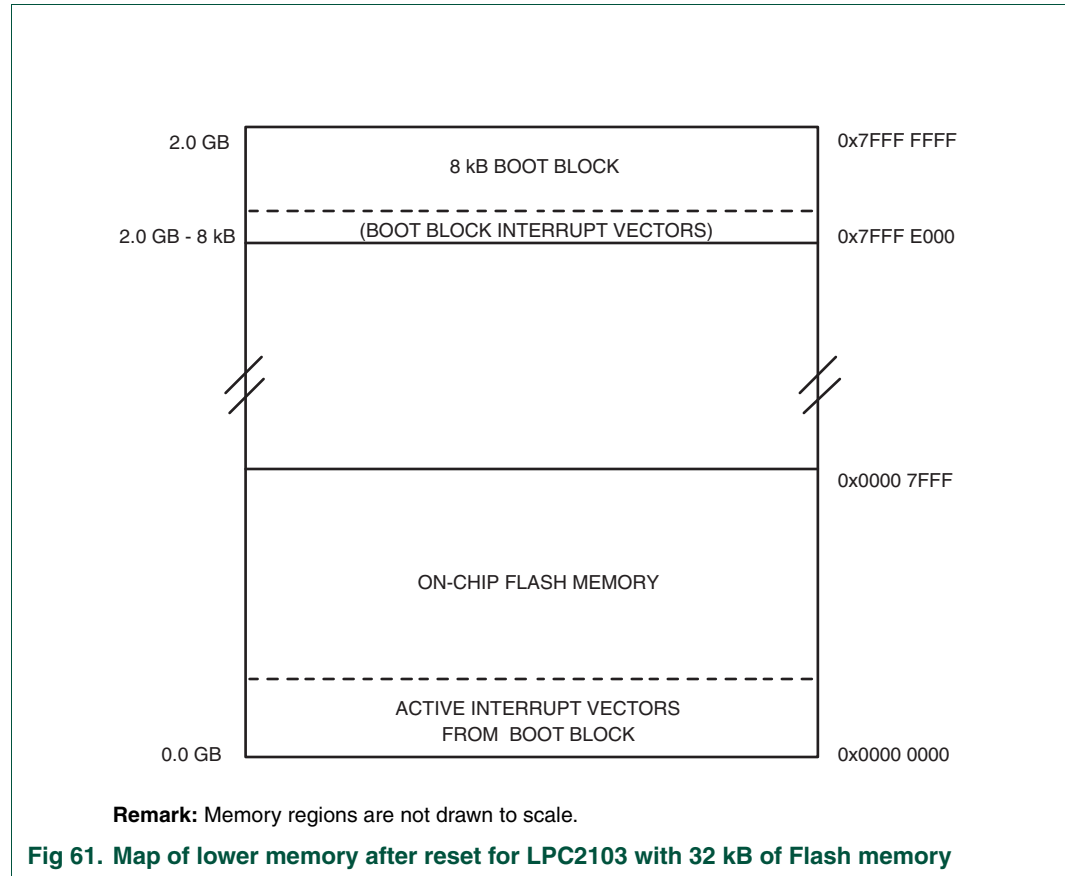 2.0 GB
8 kB BOOT BLOCK
0x7FFF FFFF
2.0 GB - 8 kB
(BOOT BLOCK INTERRUPT VECTORS)
0x7FFF E000
0x0000 7FFF
ON-CHIP FLASH MEMORY
ACTIVE INTERRUPT VECTORS
FROM BOOT BLOCK
0.0 GB
0x0000 0000
Remark: Memory regions are not drawn to scale.
Fig 61. Map of lower memory after reset for LPC2103 with 32 kB of Flash memory